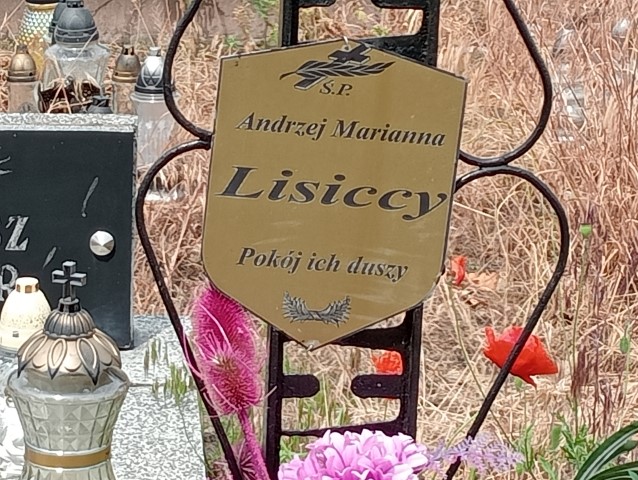 Ś.P.
Andrzej Marianna
Lisiccy
Pokój ich duszy